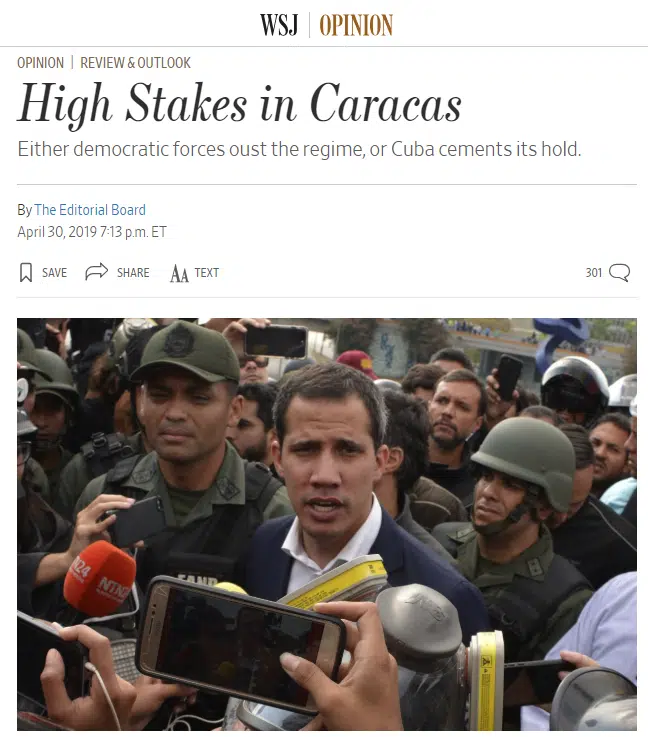 WSJ | OPINION
OPINION | REVIEW & OUTLOOK
High Stakes in Caracas
Either democratic forces oust the regime, or Cuba cements its hold.
By The Editorial Board
April 30, 2019 7:13 p.m. ET
SAVE SHARE AA TEXT 301
NTN24